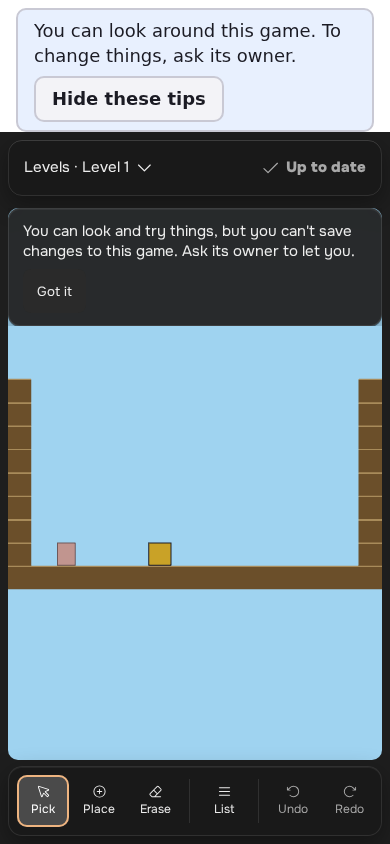 You can look around this game. To
change things, ask its owner.
Hide these tips
Levels · Level 1
Up to date
You can look and try things, but you can't save
changes to this game. Ask its owner to let you.
Got it
Pick
Place
Erase
List
Undo
Redo